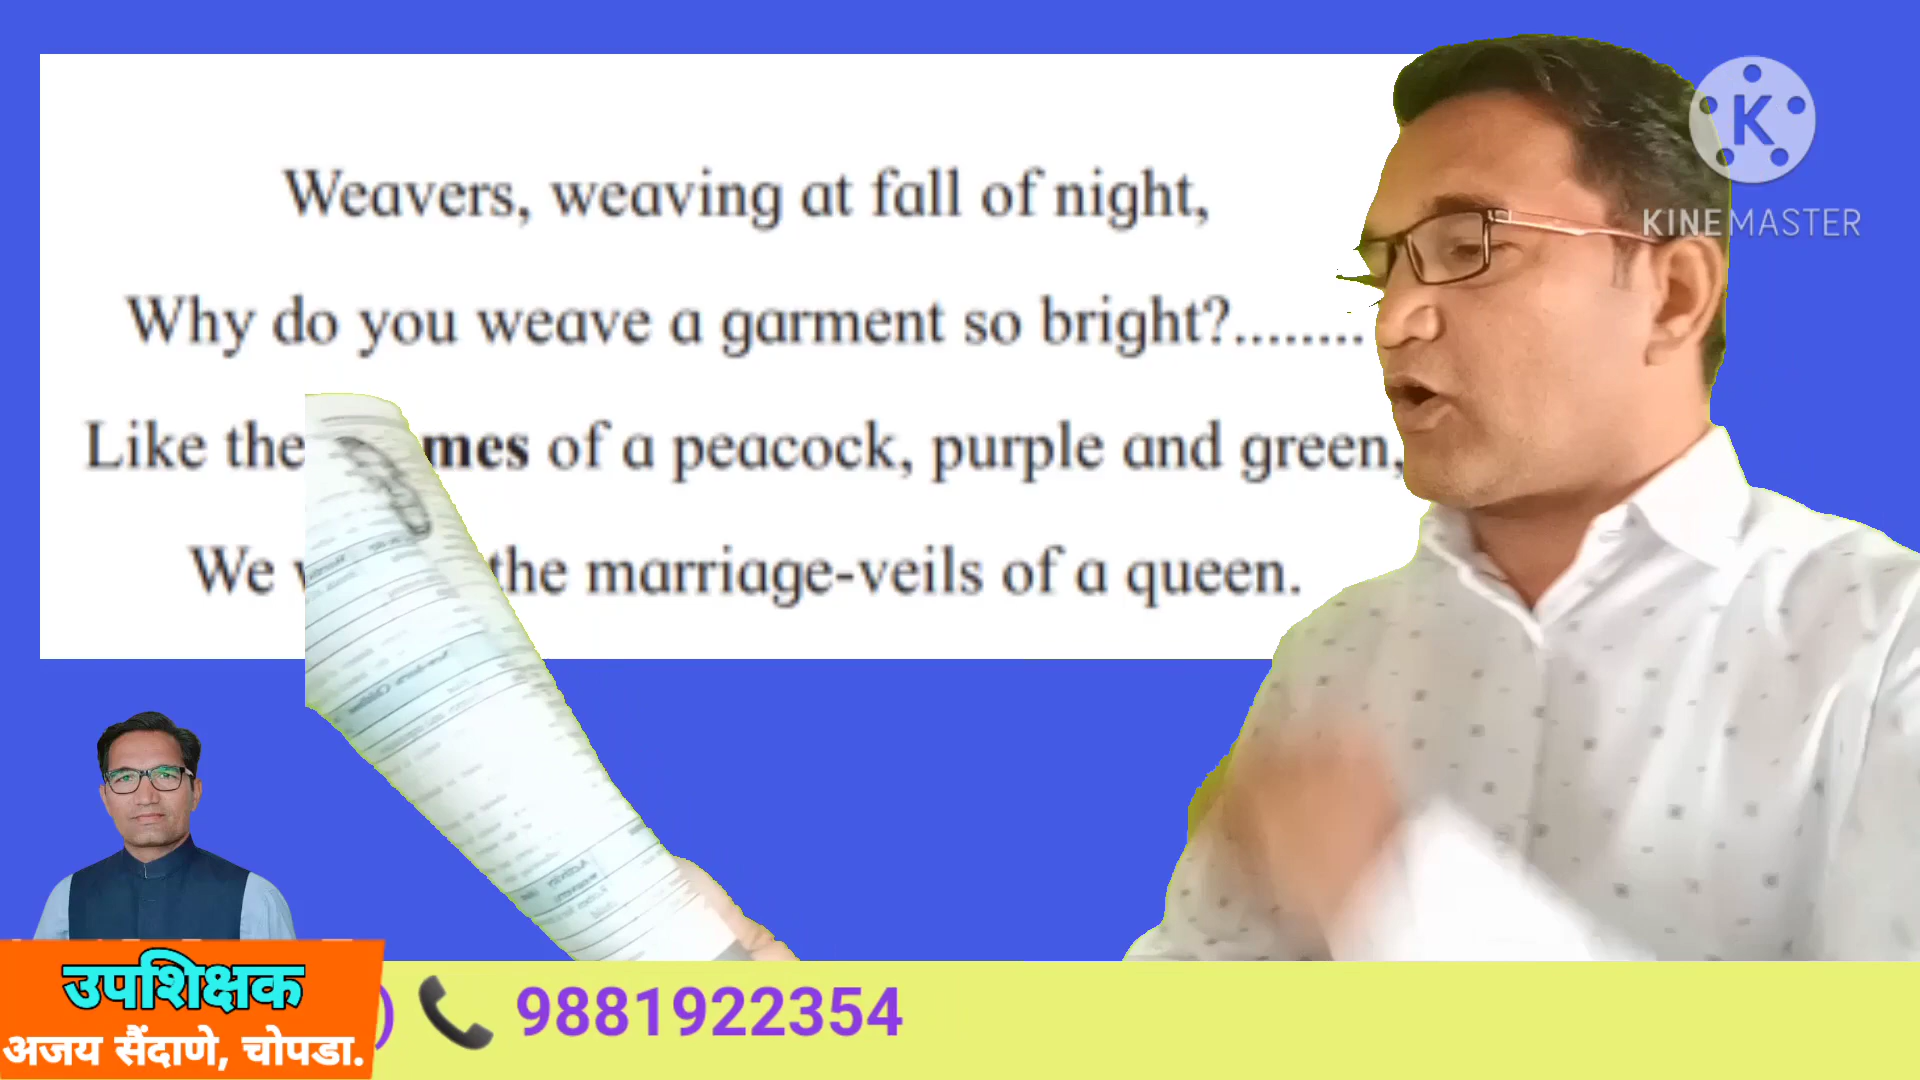 Weavers, weaving at fall of night,
Why do you weave a garment so bright?........
Like the mes of a peacock, purple and green,
We the marriage-veils of a queen.
K
KINEMASTER
उपशिक्षक
अजय सैंदाणे, चोपडा.
) 9881922354